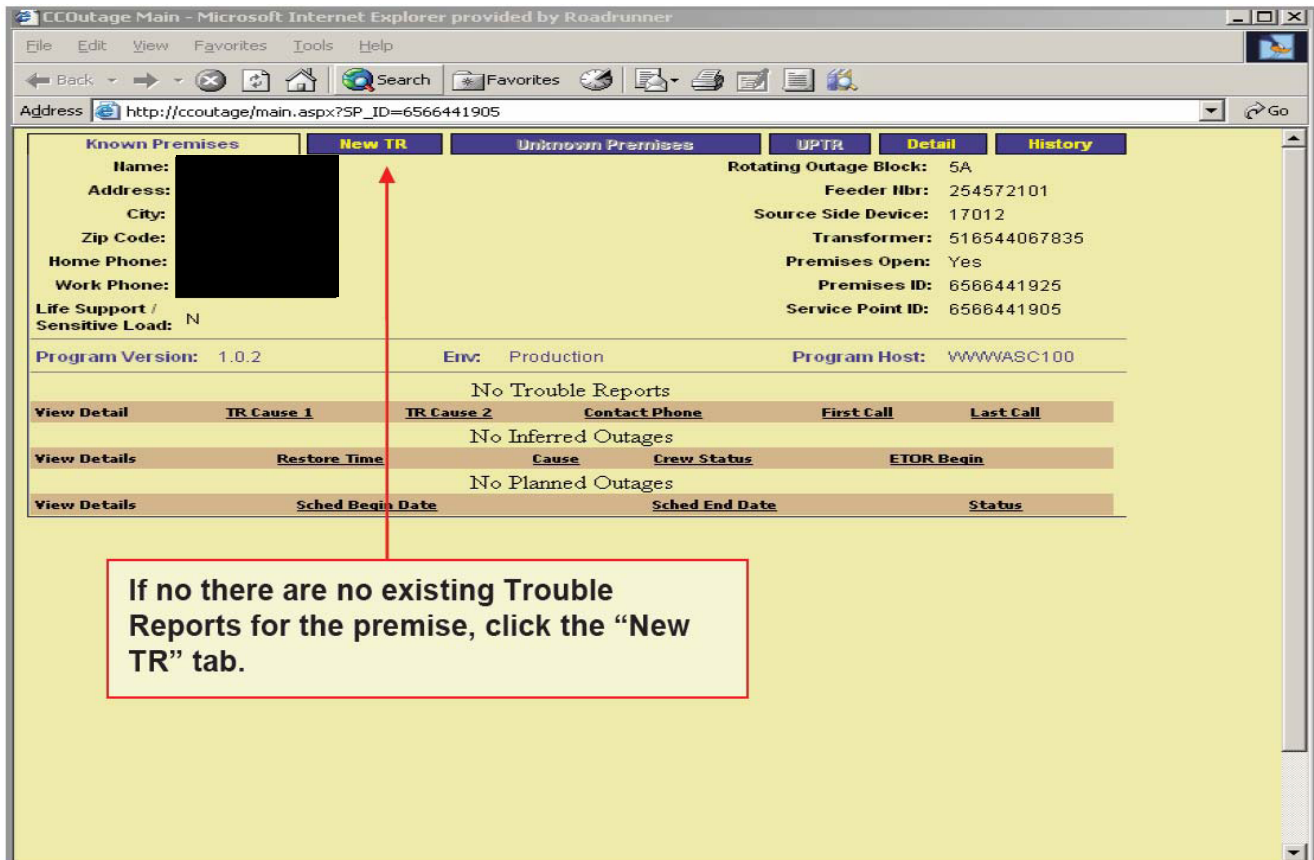 CCOutage Main - Microsoft Internet Explorer provided by Roadrunner
File Edit View Favorites Tools Help
Back Search Favorites
Address http://ccoutage/main.aspx?SP_ID=6566441905 Go
Known Premises New TR Unknown Premises UPTR Detail History
Name: Rotating Outage Block: 5A
Address: Feeder Nbr: 254572101
City: Source Side Device: 17012
Zip Code: Transformer: 516544067835
Home Phone: Premises Open: Yes
Work Phone: Premises ID: 6566441925
Life Support / Service Point ID: 6566441905
Sensitive Load: N
Program Version: 1.0.2 Env: Production Program Host: WWWASC100
No Trouble Reports
View Detail TR Cause 1 TR Cause 2 Contact Phone First Call Last Call
No Inferred Outages
View Details Restore Time Cause Crew Status ETOR Begin
No Planned Outages
View Details Sched Begin Date Sched End Date Status
If no there are no existing Trouble
Reports for the premise, click the “New
TR” tab.